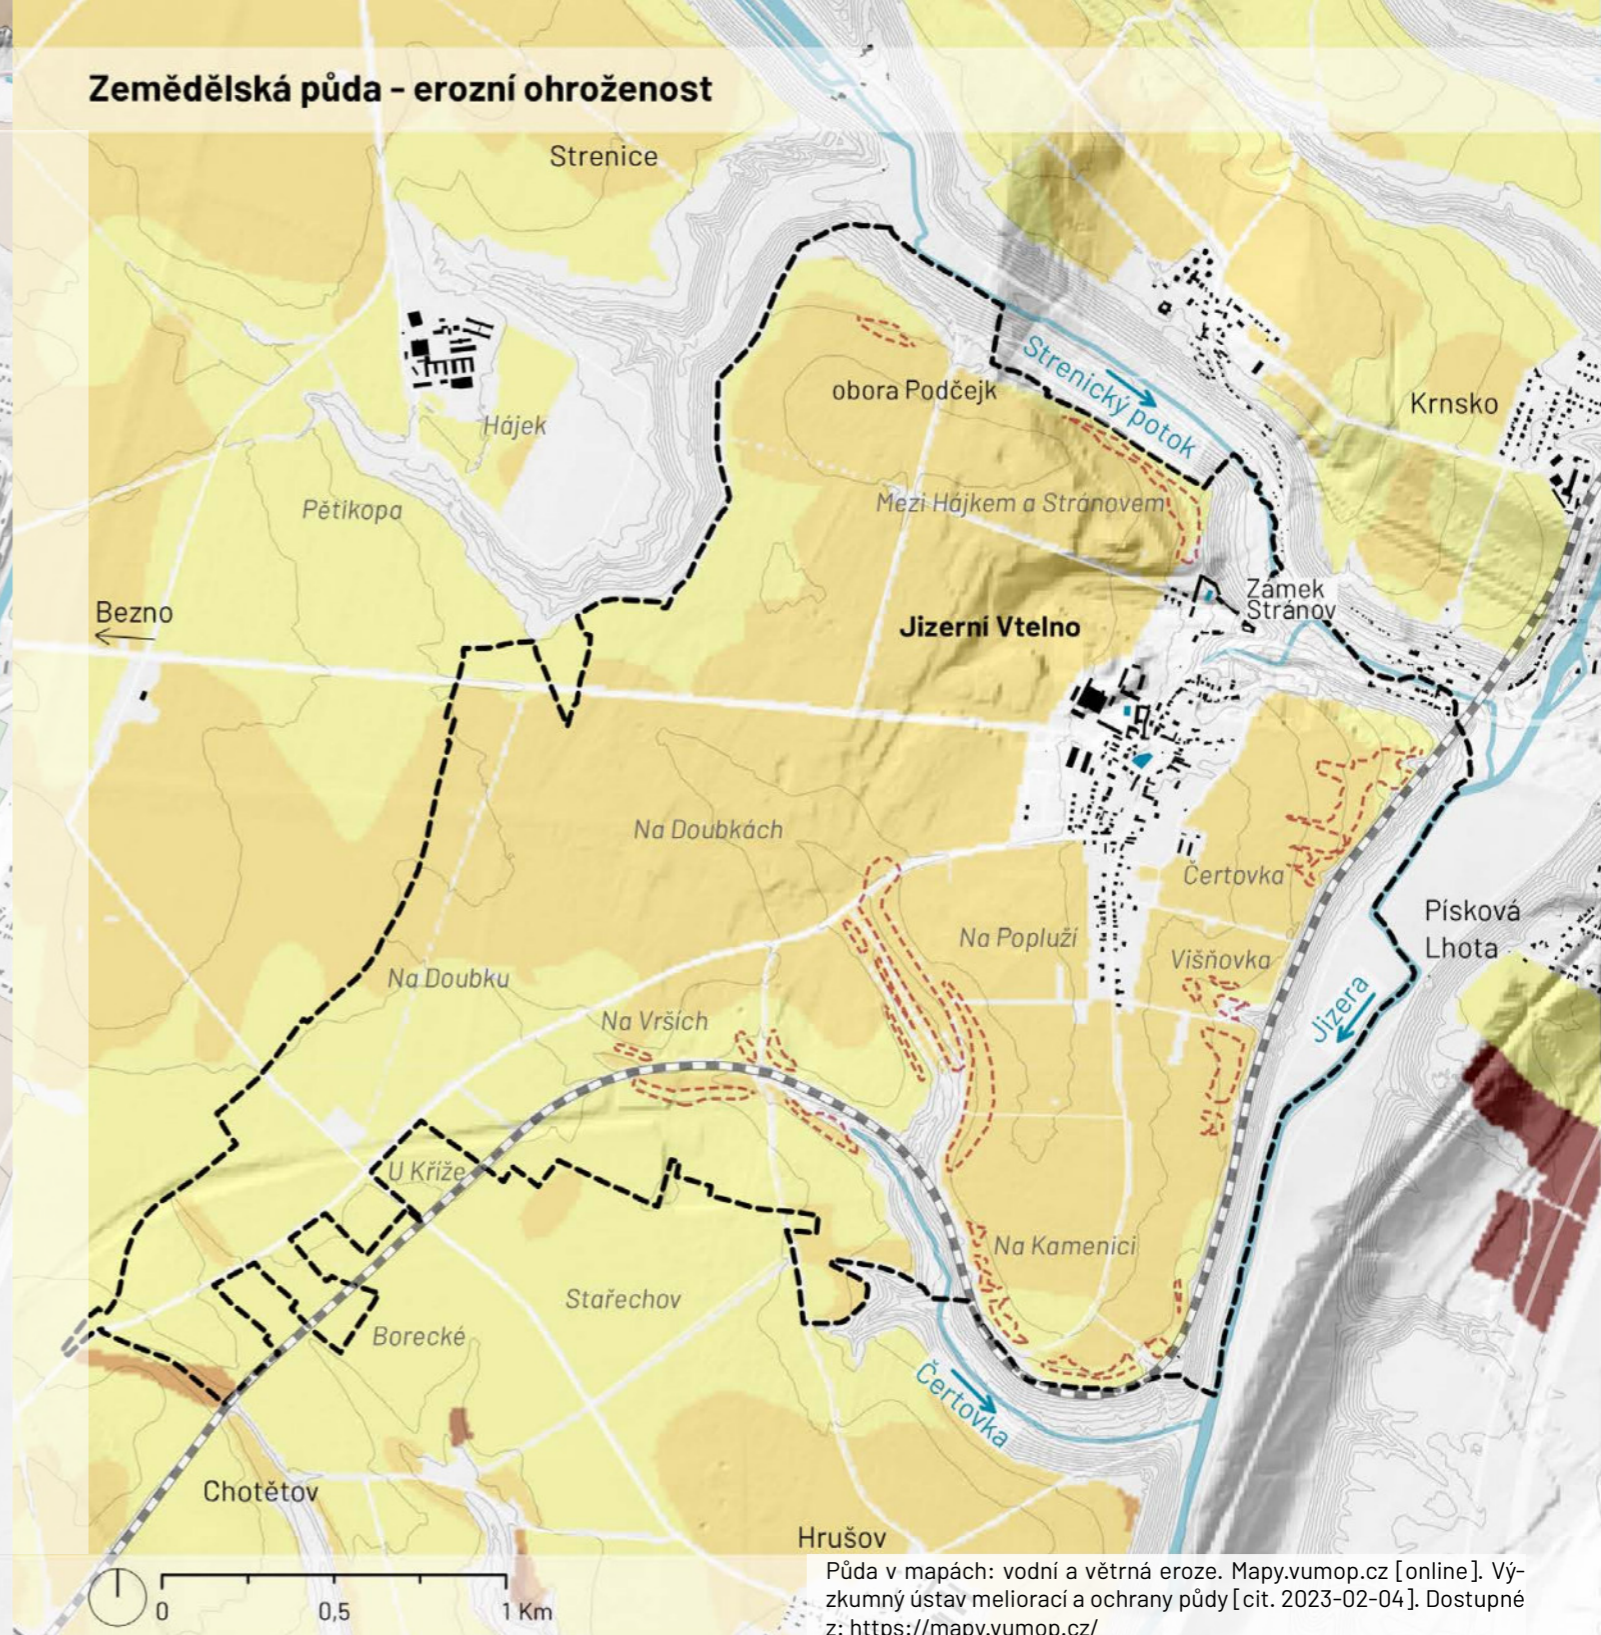 Zemědělská půda - erozní ohroženost
Strenice
obora Podčejk
Strenický potok
Krnsko
Hájek
Pětikopa
Mezi Hájkem a Stránovem
Zámek
Stránov
Bezno
Jizerní Vtelno
Na Doubkách
Čertovka
Písková
Lhota
Na Popluží
Višňovka
Na Doubku
Na Vrších
Jizera
U Kříže
Na Kamenici
Stařechov
Borecké
Čertovka
Chotětov
Hrušov
0
0,5
1 Km
Půda v mapách: vodní a větrná eroze. Mapy.vumop.cz [online]. Vý-
zkumný ústav meliorací a ochrany půdy [cit. 2023-02-04]. Dostupné
z: https://mapy.vumop.cz/